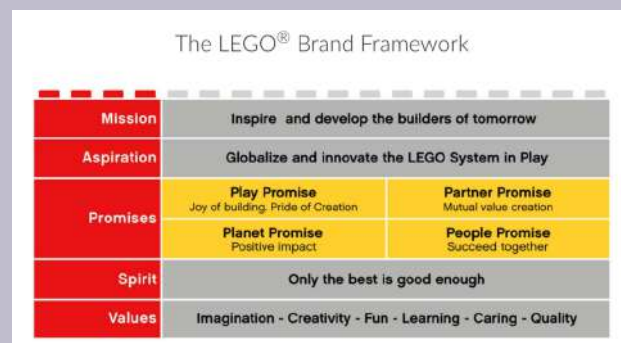 The LEGO® Brand Framework
Mission
Inspire and develop the builders of tomorrow
Aspiration
Globalize and innovate the LEGO System in Play
Promises
Play Promise
Joy of building, Pride of Creation
Partner Promise
Mutual value creation
Planet Promise
Positive impact
People Promise
Succeed together
Spirit
Only the best is good enough
Values
Imagination - Creativity - Fun - Learning - Caring - Quality